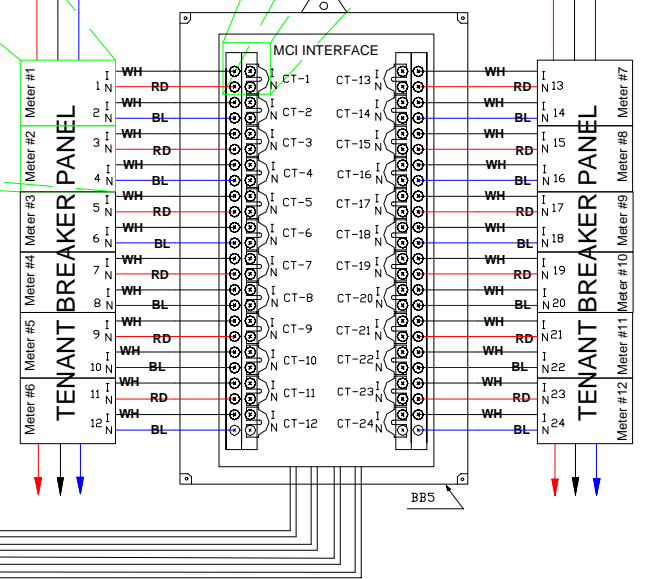 MCI INTERFACE
Meter #1
Meter #2
Meter #3
Meter #4
Meter #5
Meter #6
TENANT BREAKER PANEL
I
1 N
I
2 N
I
3 N
I
4 N
I
5 N
I
6 N
I
7 N
I
8 N
I
9 N
I
10 N
I
11 N
I
12 N
WH
RD
WH
BL
WH
RD
WH
BL
WH
RD
WH
BL
WH
RD
WH
BL
WH
RD
WH
BL
WH
RD
WH
BL
I
N CT-1
I
N CT-2
I
N CT-3
I
N CT-4
I
N CT-5
I
N CT-6
I
N CT-7
I
N CT-8
I
N CT-9
I
N CT-10
I
N CT-11
I
N CT-12
CT-13 I
N
CT-14 I
N
CT-15 I
N
CT-16 I
N
CT-17 I
N
CT-18 I
N
CT-19 I
N
CT-20 I
N
CT-21 I
N
CT-22 I
N
CT-23 I
N
CT-24 I
N
WH
RD
WH
BL
WH
RD
WH
BL
WH
RD
WH
BL
WH
RD
WH
BL
WH
RD
WH
BL
WH
RD
WH
BL
I
N 13
I
N 14
I
N 15
I
N 16
I
N 17
I
N 18
I
N 19
I
N 20
I
N 21
I
N 22
I
N 23
I
N 24
TENANT BREAKER PANEL
Meter #7
Meter #8
Meter #9
Meter #10
Meter #11
Meter #12
BB5